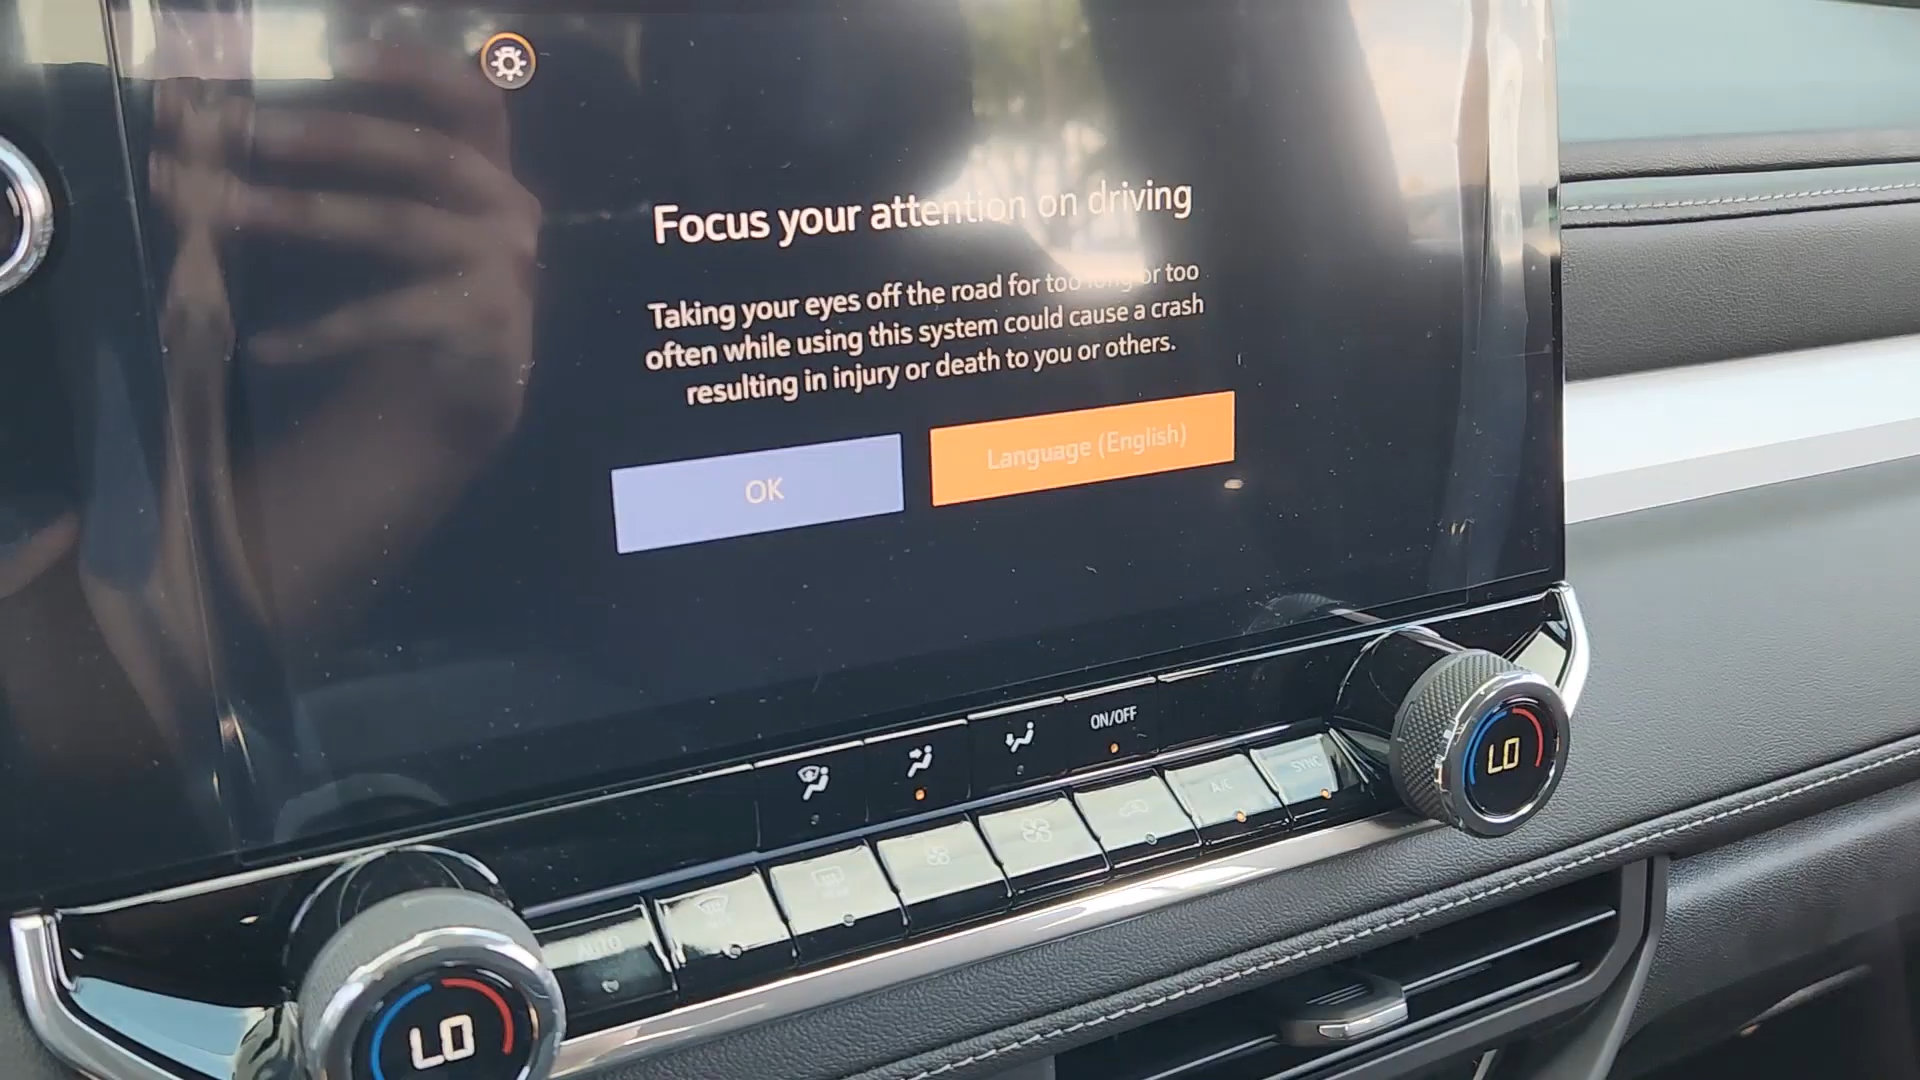 Focus your attention on driving
Taking your eyes off the road for too long or too
often while using this system could cause a crash
resulting in injury or death to you or others.
OK
Language (English)
ON/OFF
SYNC
A/C
AUTO
LO
LO